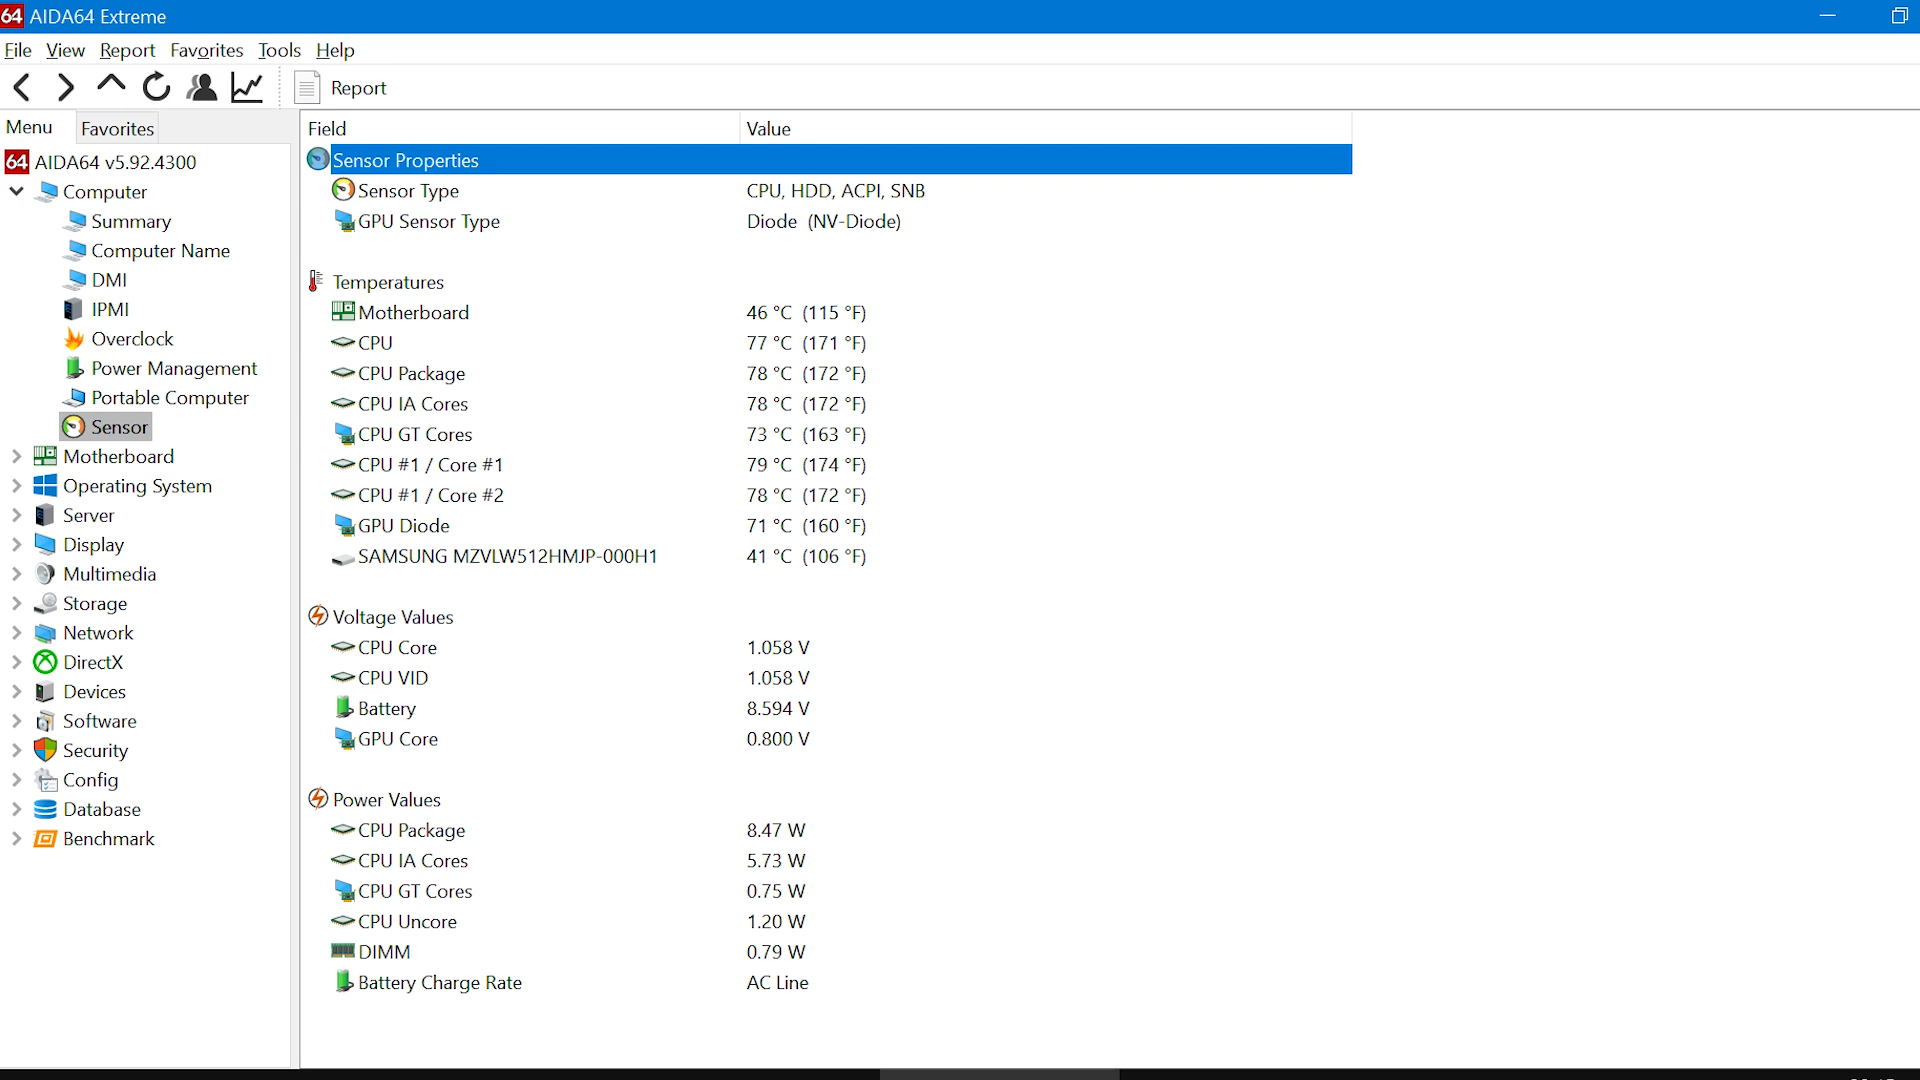 64 AIDA64 Extreme
File View Report Favorites Tools Help
Report
Menu Favorites
Field Value
64 AIDA64 v5.92.4300
Computer
Summary
Computer Name
DMI
IPMI
Overclock
Power Management
Portable Computer
Sensor
Motherboard
Operating System
Server
Display
Multimedia
Storage
Network
DirectX
Devices
Software
Security
Config
Database
Benchmark
Sensor Properties
Sensor Type CPU, HDD, ACPI, SNB
GPU Sensor Type Diode (NV-Diode)
Temperatures
Motherboard 46 °C (115 °F)
CPU 77 °C (171 °F)
CPU Package 78 °C (172 °F)
CPU IA Cores 78 °C (172 °F)
CPU GT Cores 73 °C (163 °F)
CPU #1 / Core #1 79 °C (174 °F)
CPU #1 / Core #2 78 °C (172 °F)
GPU Diode 71 °C (160 °F)
SAMSUNG MZVLW512HMJP-000H1 41 °C (106 °F)
Voltage Values
CPU Core 1.058 V
CPU VID 1.058 V
Battery 8.594 V
GPU Core 0.800 V
Power Values
CPU Package 8.47 W
CPU IA Cores 5.73 W
CPU GT Cores 0.75 W
CPU Uncore 1.20 W
DIMM 0.79 W
Battery Charge Rate AC Line